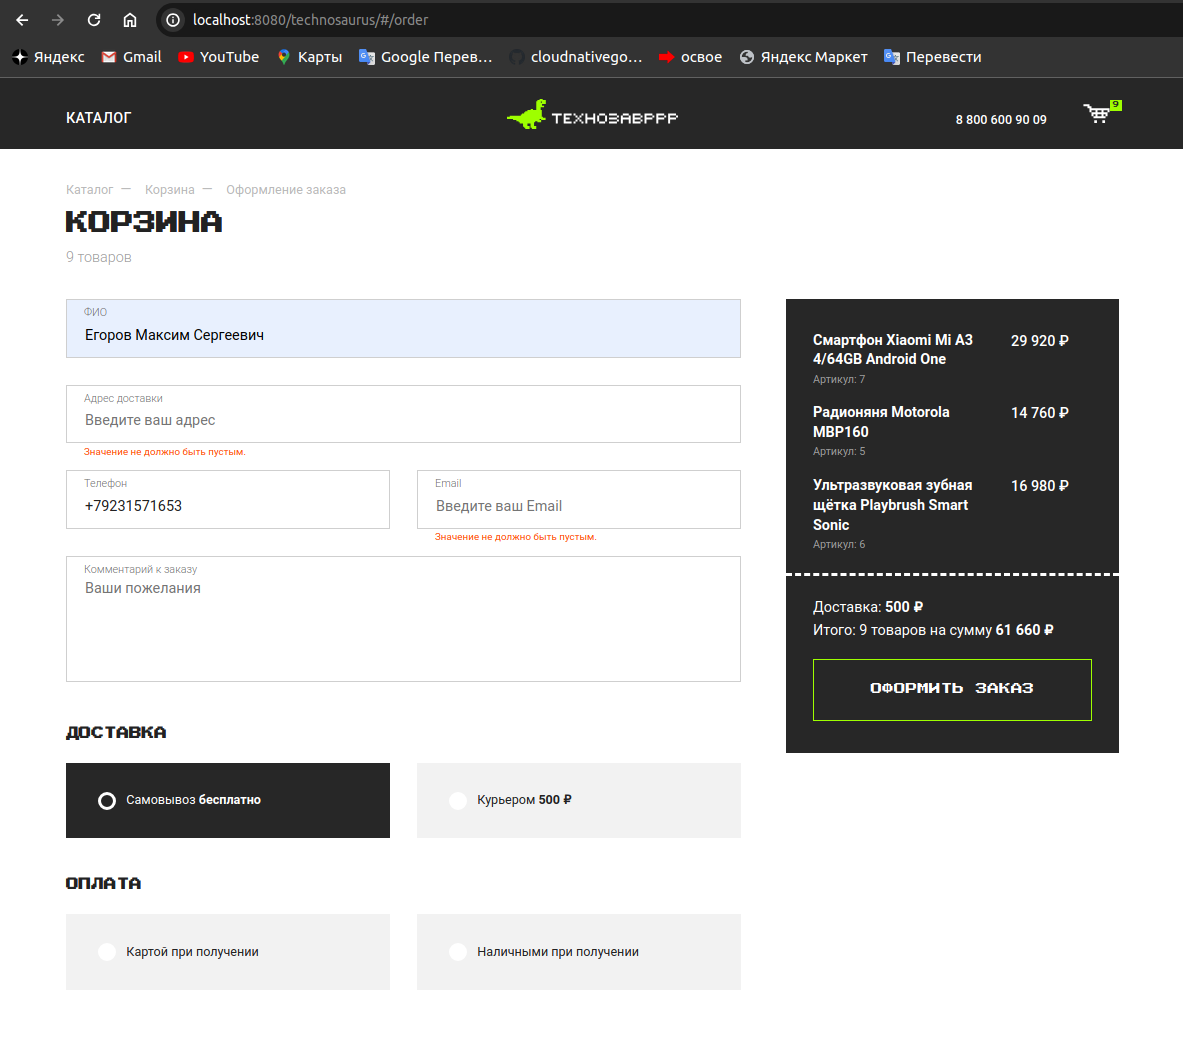 localhost:8080/technosaurus/#/order
Яндекс Gmail YouTube Карты Google Перев... cloudnativego... освое Яндекс Маркет Перевести
КАТАЛОГ
ТЕХНОЗАВРРР
8 800 600 90 09
9
Каталог — Корзина — Оформление заказа
КОРЗИНА
9 товаров
ФИО
Егоров Максим Сергеевич
Адрес доставки
Введите ваш адрес
Значение не должно быть пустым.
Телефон
+79231571653
Email
Введите ваш Email
Значение не должно быть пустым.
Комментарий к заказу
Ваши пожелания
ДОСТАВКА
Самовывоз бесплатно
Курьером 500 ₽
ОПЛАТА
Картой при получении
Наличными при получении
Смартфон Xiaomi Mi A3 29 920 ₽
4/64GB Android One
Артикул: 7
Радионяня Motorola 14 760 ₽
MBP160
Артикул: 5
Ультразвуковая зубная 16 980 ₽
щётка Playbrush Smart
Sonic
Артикул: 6
Доставка: 500 ₽
Итого: 9 товаров на сумму 61 660 ₽
ОФОРМИТЬ ЗАКАЗ